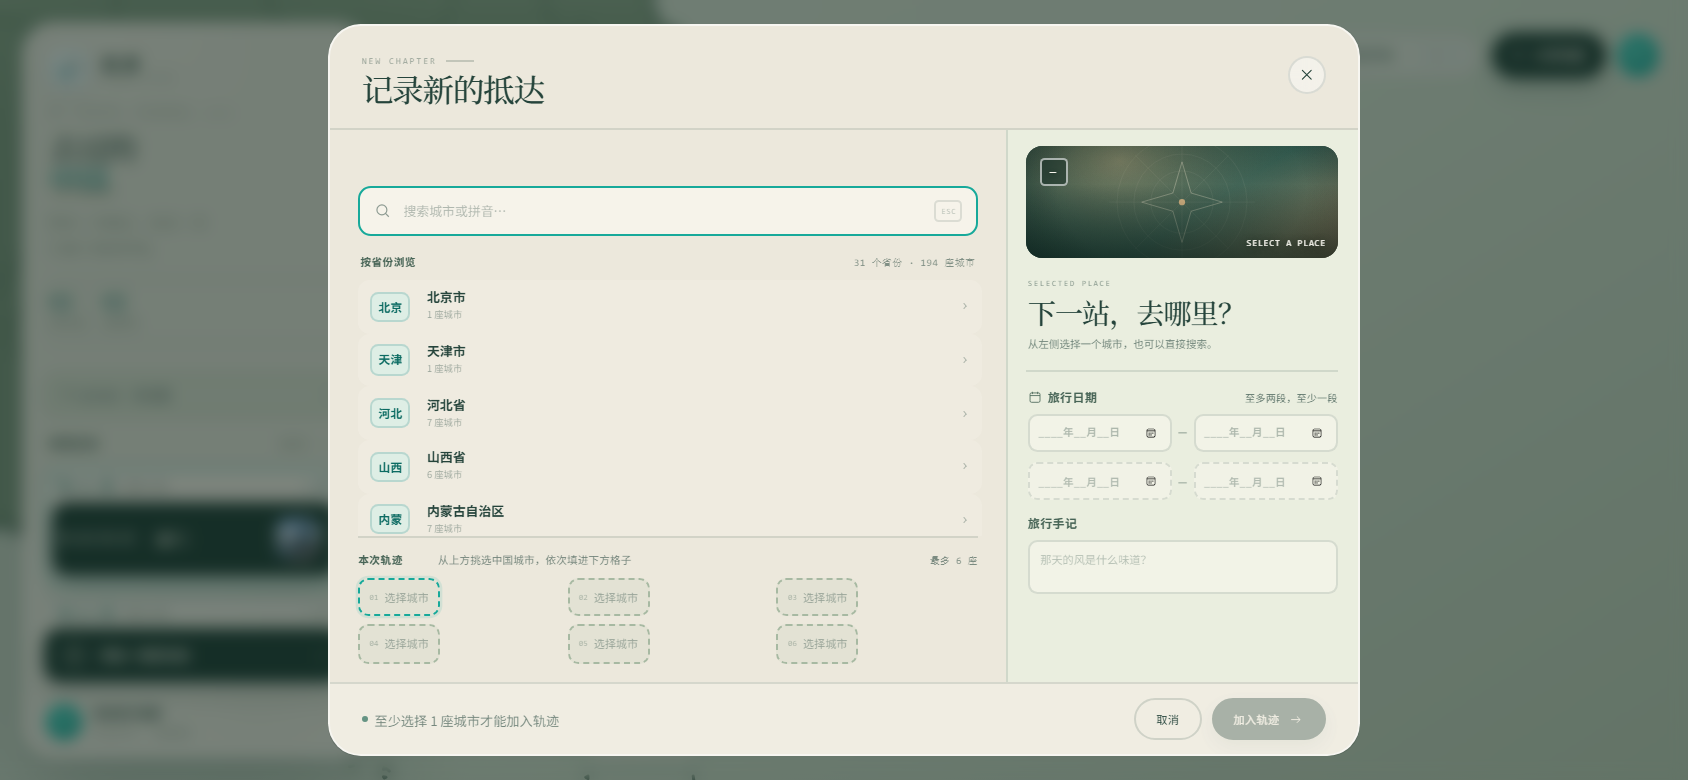 NEW CHAPTER
记录新的抵达
搜索城市或拼音…
ESC
按省份浏览
31 个省份 · 194 座城市
北京
北京市
1 座城市
›
天津
天津市
1 座城市
›
河北
河北省
7 座城市
›
山西
山西省
6 座城市
›
内蒙
内蒙古自治区
7 座城市
›
本次轨迹
从上方挑选中国城市，依次填进下方格子
最多 6 座
01 选择城市
02 选择城市
03 选择城市
04 选择城市
05 选择城市
06 选择城市
—
SELECT A PLACE
SELECTED PLACE
下一站，去哪里？
从左侧选择一个城市，也可以直接搜索。
旅行日期
至多两段，至少一段
____年__月__日 — ____年__月__日
____年__月__日 — ____年__月__日
旅行手记
那天的风是什么味道？
至少选择 1 座城市才能加入轨迹
取消
加入轨迹 →